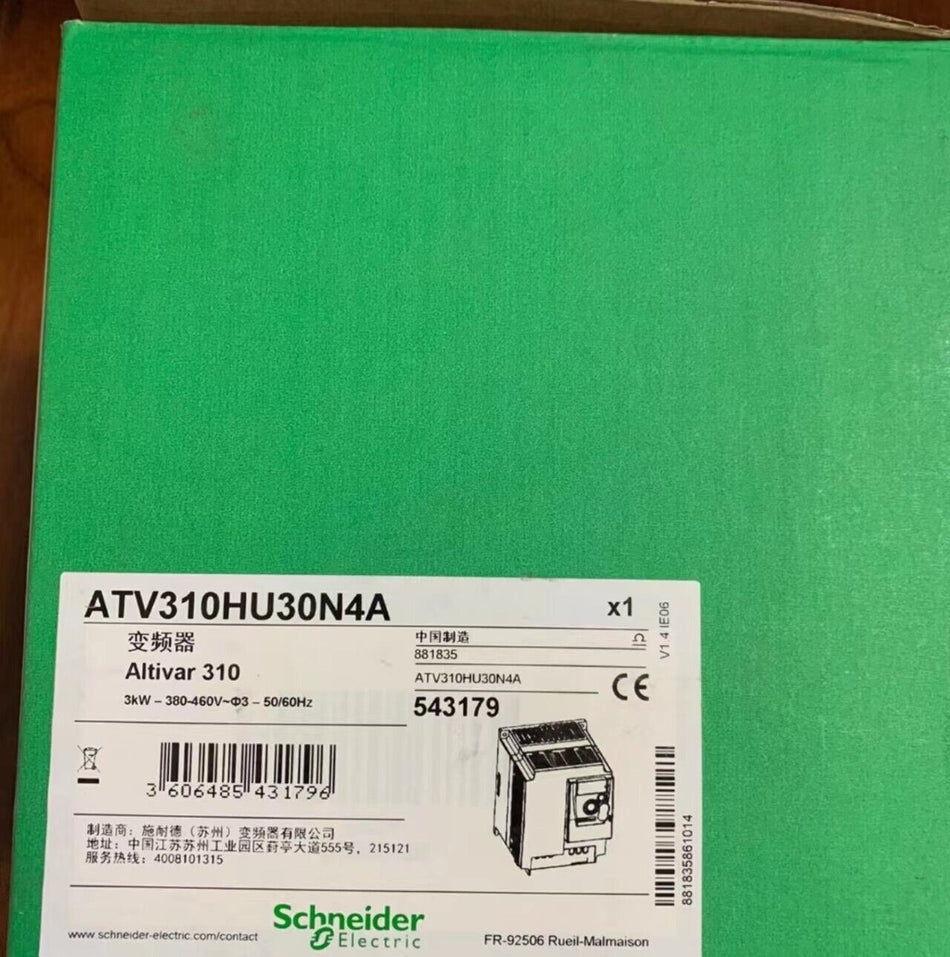 ATV310HU30N4A
x1
变频器
Altivar 310
3kW – 380-460V~Φ3 – 50/60Hz
中国制造
881835
ATV310HU30N4A
543179
CE
V1.4 IE06
3 606485 431796
制造商：施耐德（苏州）变频器有限公司
地址：中国江苏苏州工业园区葑亭大道555号，215121
服务热线：4008101315
881835861014
www.schneider-electric.com/contact
Schneider
Electric
FR-92506 Rueil-Malmaison